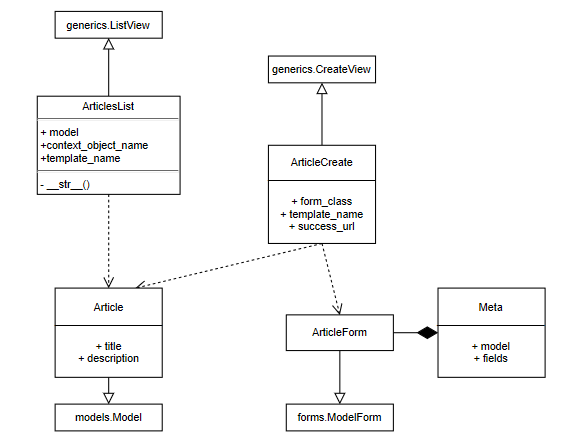 generics.ListView
generics.CreateView
ArticlesList
+ model
+context_object_name
+template_name
- __str__()
ArticleCreate
+ form_class
+ template_name
+ success_url
Article
+ title
+ description
ArticleForm
Meta
+ model
+ fields
models.Model
forms.ModelForm